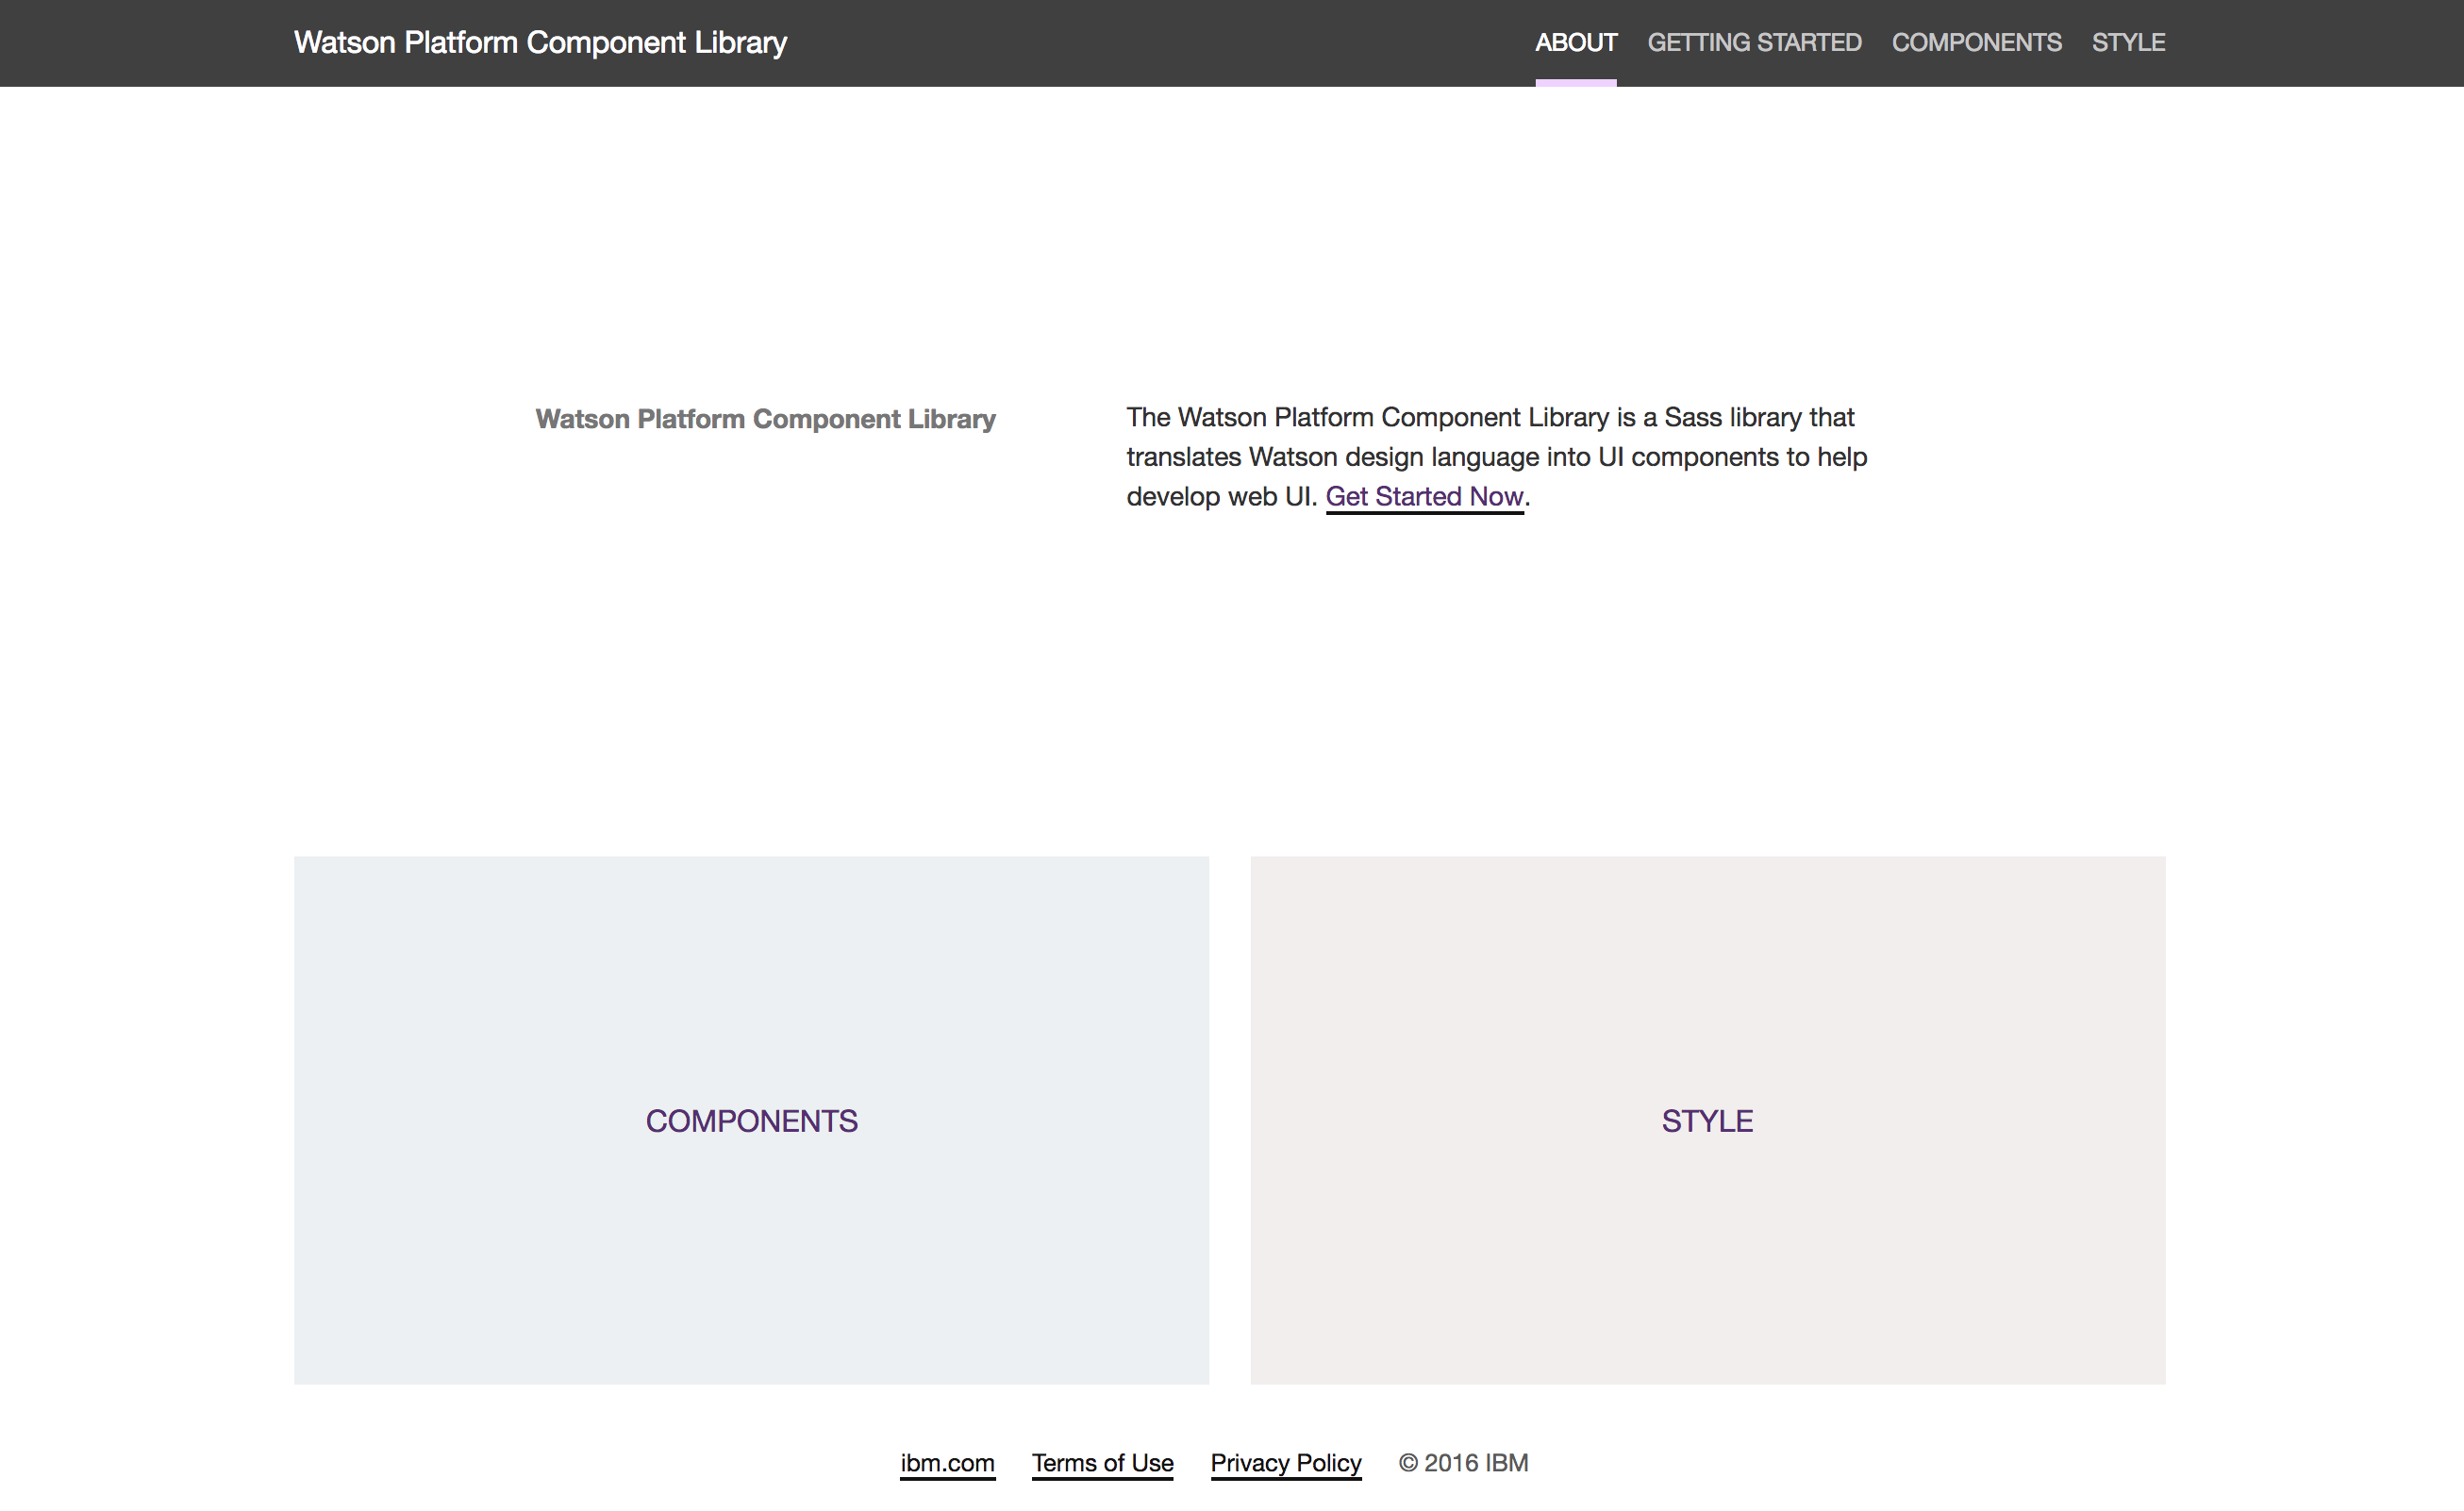 Watson Platform Component Library
ABOUT GETTING STARTED COMPONENTS STYLE
Watson Platform Component Library
The Watson Platform Component Library is a Sass library that
translates Watson design language into UI components to help
develop web UI. Get Started Now.
COMPONENTS
STYLE
ibm.com Terms of Use Privacy Policy © 2016 IBM